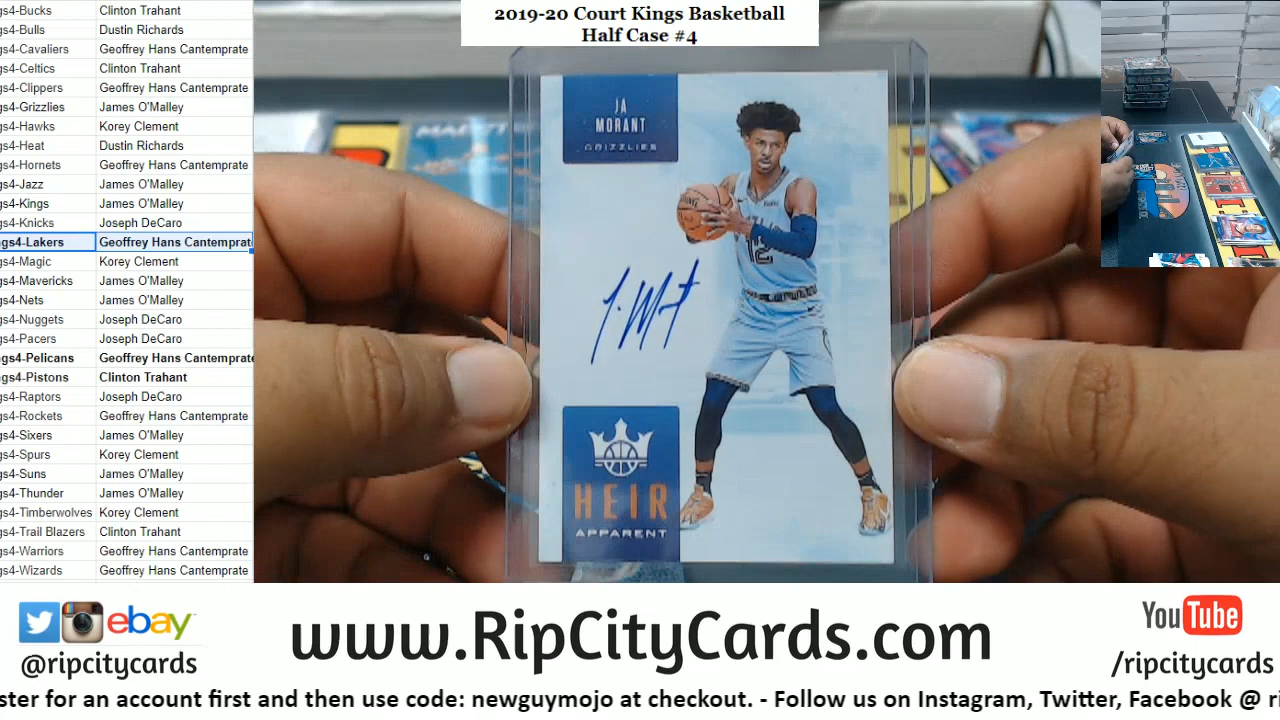 2019-20 Court Kings Basketball
Half Case #4
gs4-Bucks Clinton Trahant
gs4-Bulls Dustin Richards
gs4-Cavaliers Geoffrey Hans Cantemprate
gs4-Celtics Clinton Trahant
gs4-Clippers Geoffrey Hans Cantemprate
gs4-Grizzlies James O'Malley
gs4-Hawks Korey Clement
gs4-Heat Dustin Richards
gs4-Hornets Geoffrey Hans Cantemprate
gs4-Jazz James O'Malley
gs4-Kings James O'Malley
gs4-Knicks Joseph DeCaro
gs4-Lakers Geoffrey Hans Cantemprat
gs4-Magic Korey Clement
gs4-Mavericks James O'Malley
gs4-Nets James O'Malley
gs4-Nuggets Joseph DeCaro
gs4-Pacers Joseph DeCaro
gs4-Pelicans Geoffrey Hans Cantemprate
gs4-Pistons Clinton Trahant
gs4-Raptors Joseph DeCaro
gs4-Rockets Geoffrey Hans Cantemprate
gs4-Sixers James O'Malley
gs4-Spurs Korey Clement
gs4-Suns James O'Malley
gs4-Thunder James O'Malley
gs4-Timberwolves Korey Clement
gs4-Trail Blazers Clinton Trahant
gs4-Warriors Geoffrey Hans Cantemprate
gs4-Wizards Geoffrey Hans Cantemprate
JA
MORANT
GRIZZLIES
12
J. Mort
HEIR
APPARENT
ebay
@ripcitycards
www.RipCityCards.com
YouTube
/ripcitycards
ster for an account first and then use code: newguymojo at checkout. - Follow us on Instagram, Twitter, Facebook @ ri